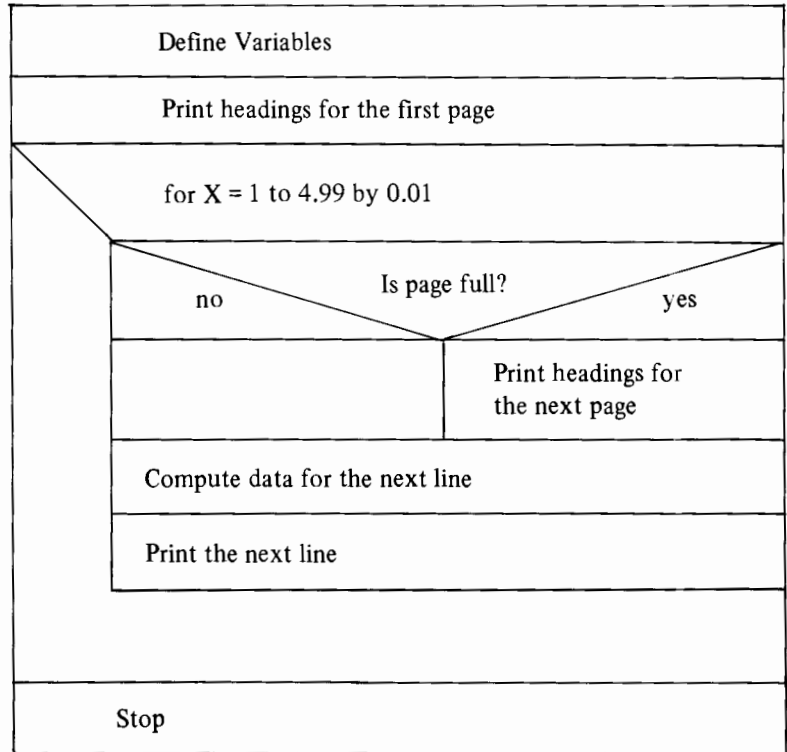 Define Variables
Print headings for the first page
for X = 1 to 4.99 by 0.01
Is page full?
no
yes
Print headings for
the next page
Compute data for the next line
Print the next line
Stop